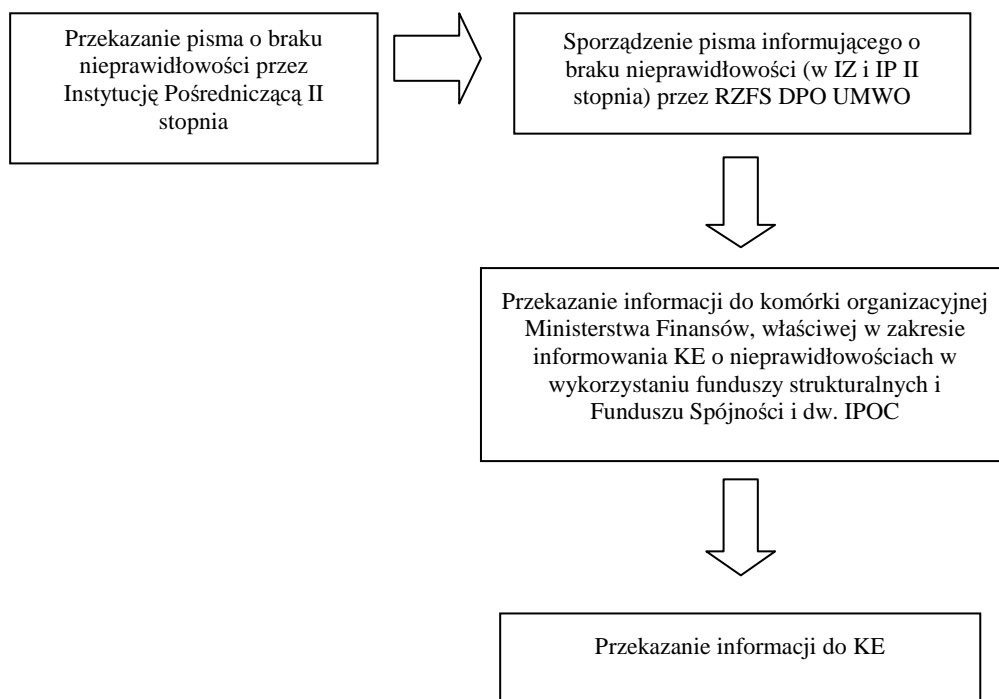 Przekazanie pisma o braku
nieprawidłowości przez
Instytucję Pośredniczącą II
stopnia
Sporządzenie pisma informującego o
braku nieprawidłowości (w IZ i IP II
stopnia) przez RZFS DPO UMWO
Przekazanie informacji do komórki organizacyjnej
Ministerstwa Finansów, właściwej w zakresie
informowania KE o nieprawidłowościach w
wykorzystaniu funduszy strukturalnych i
Funduszu Spójności i dw. IPOC
Przekazanie informacji do KE